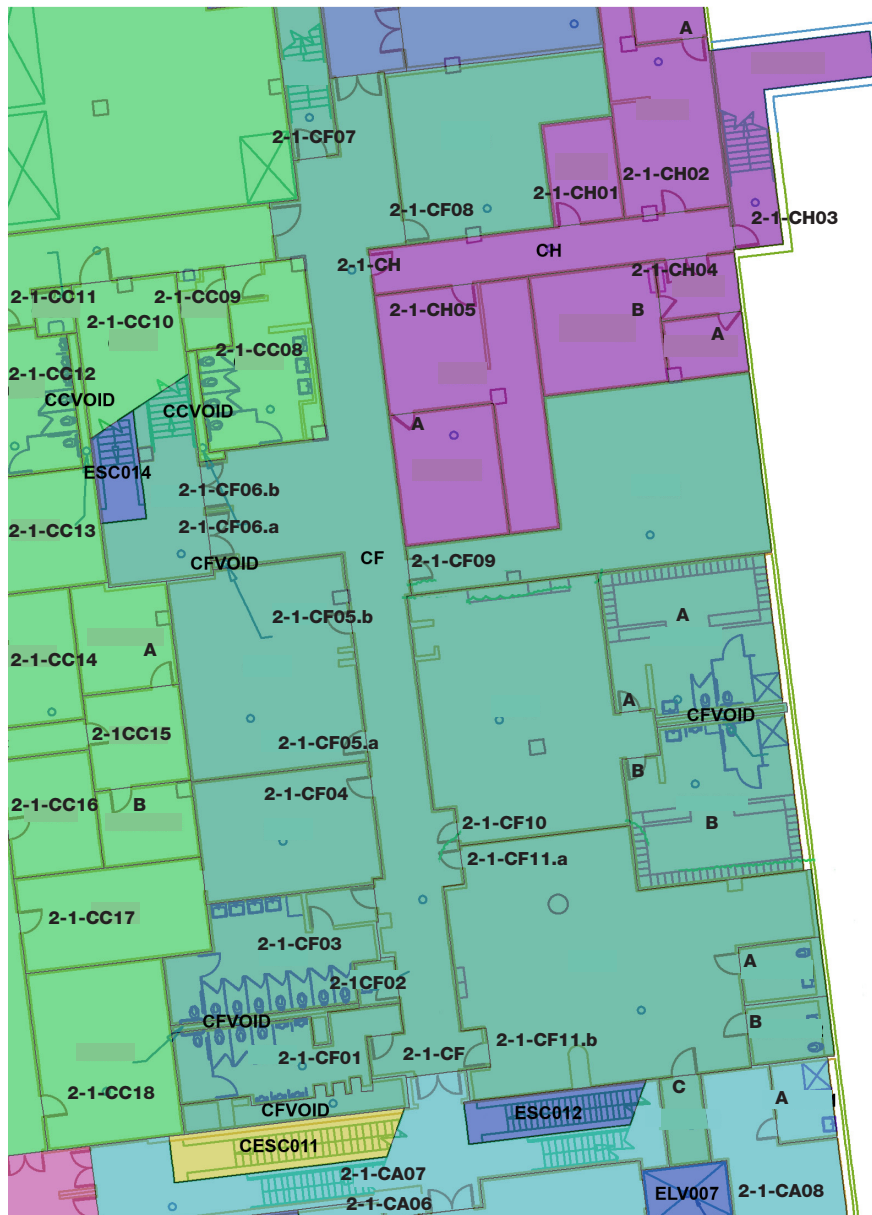 A
2-1-CF07
2-1-CH02
2-1-CH01
2-1-CF08
2-1-CH03
CH
2-1-CH
2-1-CH04
2-1-CC11
2-1-CC09
2-1-CH05
B
2-1-CC10
A
2-1-CC08
2-1-CC12
CCVOID
CCVOID
A
ESC014
2-1-CF06.b
2-1-CC13
2-1-CF06.a
CFVOID
CF
2-1-CF09
2-1-CF05.b
A
A
2-1-CC14
A
CFVOID
2-1CC15
2-1-CF05.a
B
2-1-CF04
2-1-CC16
B
2-1-CF10
B
2-1-CF11.a
2-1-CC17
2-1-CF03
A
2-1CF02
CFVOID
B
2-1-CF01
2-1-CF
2-1-CF11.b
2-1-CC18
C
A
CFVOID
ESC012
CESC011
2-1-CA07
ELV007
2-1-CA08
2-1-CA06